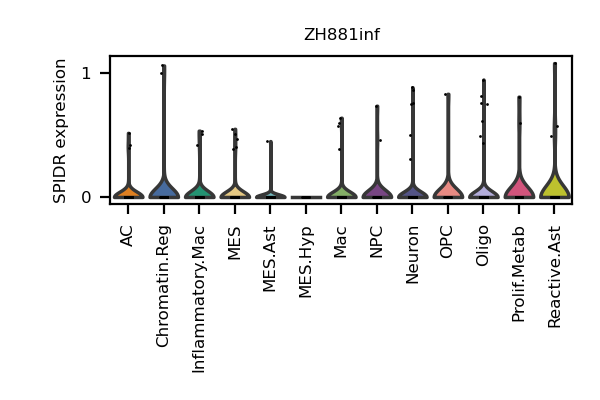 ZH881inf
SPIDR expression
1
0
AC
Chromatin.Reg
Inflammatory.Mac
MES
MES.Ast
MES.Hyp
Mac
NPC
Neuron
OPC
Oligo
Prolif.Metab
Reactive.Ast